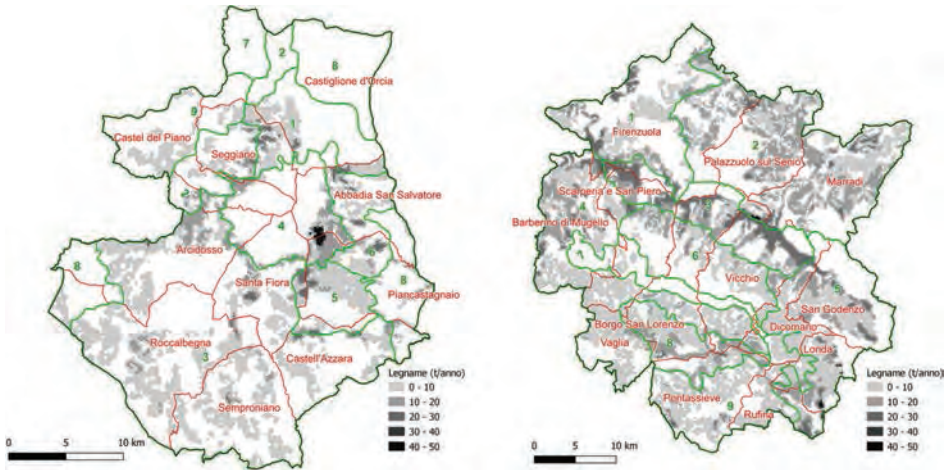 7
2
8
Castiglione d'Orcia
9
1
Castel del Piano
Seggiano
2
Abbadia San Salvatore
4
Arcidosso
6
8
8
Santa Fiora
Piancastagnaio
5
Roccalbegna
3
Castell'Azzara
Semproniano
Legname (t/anno)
0 - 10
10 - 20
20 - 30
30 - 40
40 - 50
0 5 10 km
1
Firenzuola
2
Palazzuolo sul Senio
Marradi
Scarperia e San Piero
4
Barberino di Mugello
6
Vicchio
San Godenzo
Borgo San Lorenzo
Dicomano
Vaglia
8
Londa
Pontassieve
9
Rufina
Legname (t/anno)
0 - 10
10 - 20
20 - 30
30 - 40
40 - 50
0 5 10 km